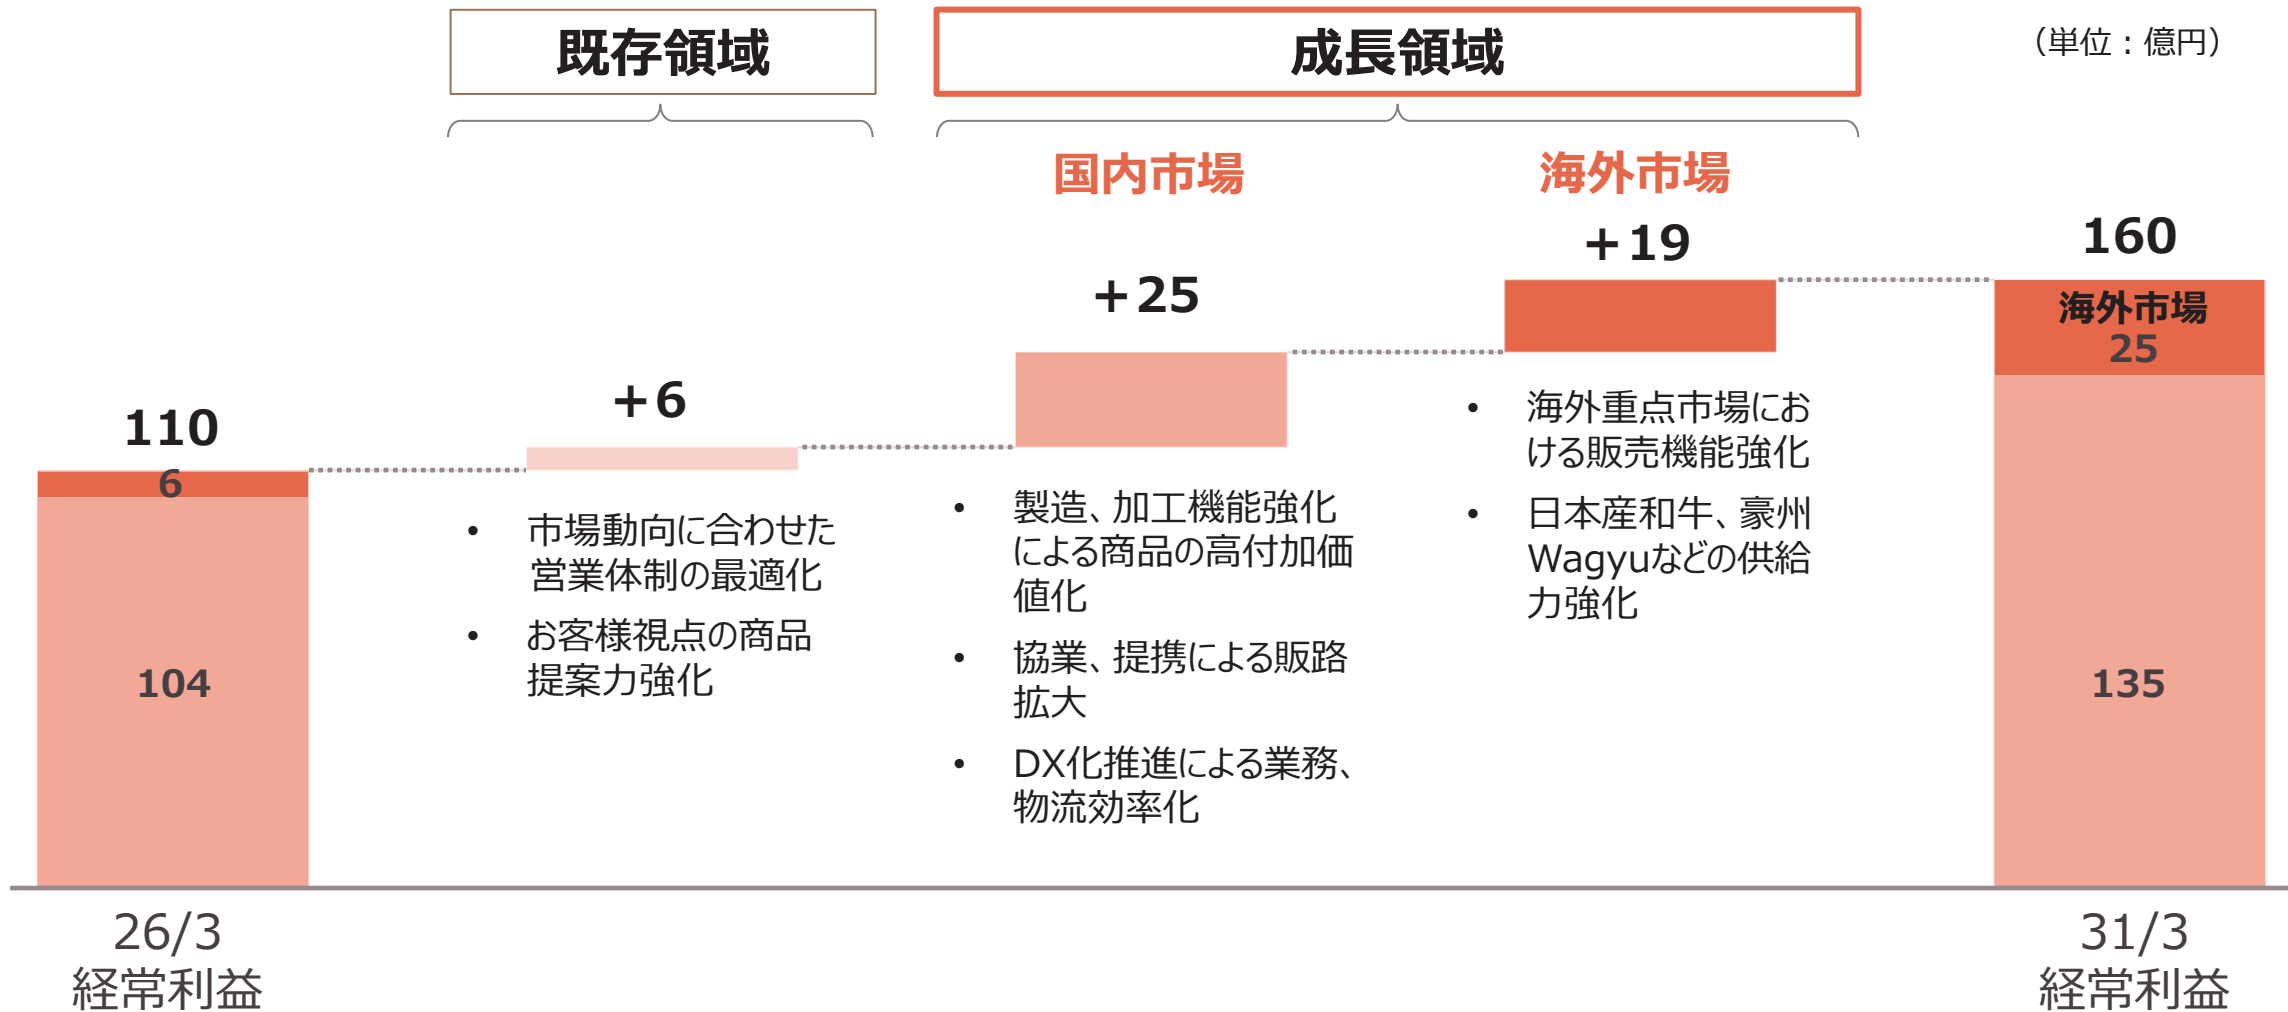 既存領域
成長領域
（単位：億円）
国内市場
海外市場
110
6
104
＋6
• 市場動向に合わせた
営業体制の最適化
• お客様視点の商品
提案力強化
＋25
• 製造、加工機能強化
による商品の高付加価
値化
• 協業、提携による販路
拡大
• DX化推進による業務、
物流効率化
＋19
• 海外重点市場にお
ける販売機能強化
• 日本産和牛、豪州
Wagyuなどの供給
力強化
160
海外市場
25
135
26/3
経常利益
31/3
経常利益